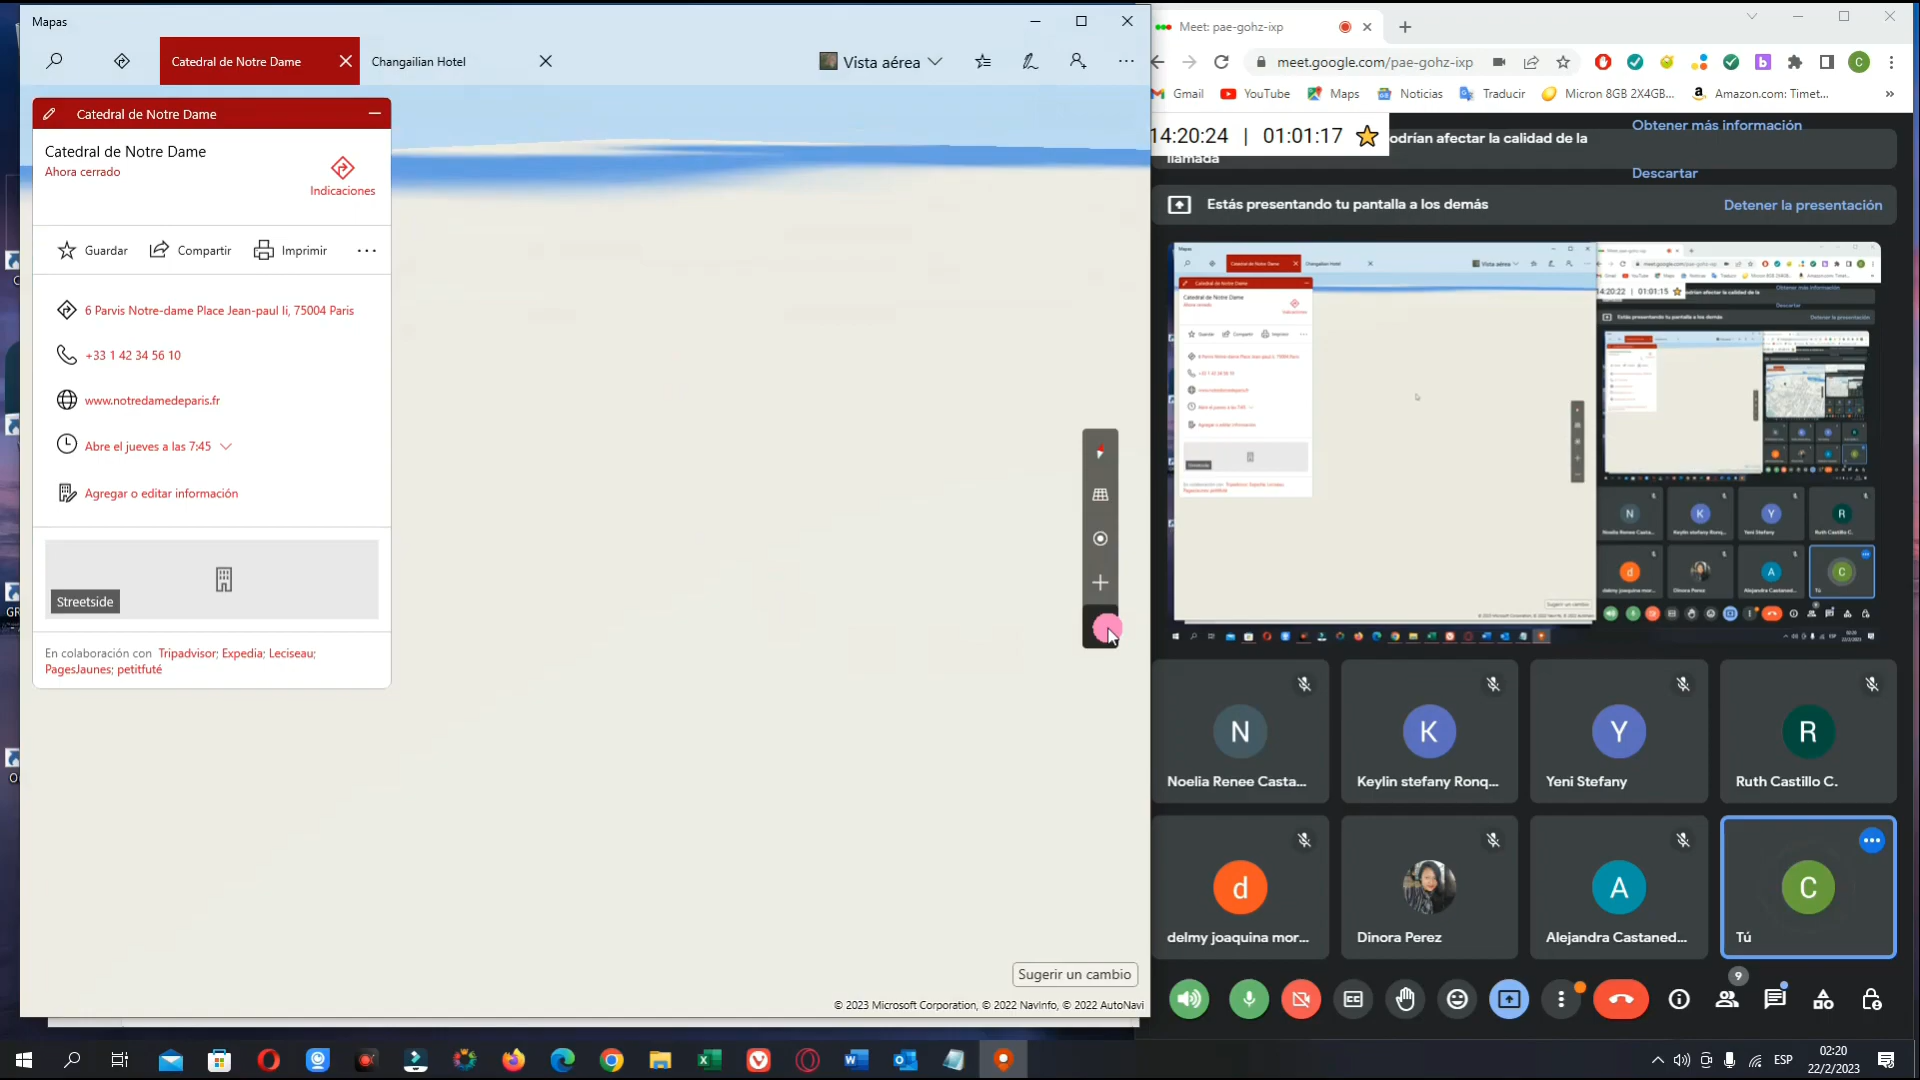 Mapas
Catedral de Notre Dame
Changailian Hotel
Vista aérea
Catedral de Notre Dame
Catedral de Notre Dame
Ahora cerrado
Indicaciones
Guardar
Compartir
Imprimir
6 Parvis Notre-dame Place Jean-paul Ii, 75004 Paris
+33 1 42 34 56 10
www.notredamedeparis.fr
Abre el jueves a las 7:45
Agregar o editar información
Streetside
En colaboración con Tripadvisor; Expedia; Leciseau;
PagesJaunes; petitfuté
Sugerir un cambio
© 2023 Microsoft Corporation, © 2022 NavInfo, © 2022 AutoNavi
Meet: pae-gohz-ixp
meet.google.com/pae-gohz-ixp
Gmail
YouTube
Maps
Noticias
Traducir
Micron 8GB 2X4GB...
Amazon.com: Timet...
14:20:24 | 01:01:17
odrían afectar la calidad de la
llamada
Obtener más información
Descartar
Estás presentando tu pantalla a los demás
Detener la presentación
N
Noelia Renee Casta...
K
Keylin stefany Ronq...
Y
Yeni Stefany
R
Ruth Castillo C.
d
delmy joaquina mor...
Dinora Perez
A
Alejandra Castaned...
C
Tú
9
ESP
02:20
22/2/2023